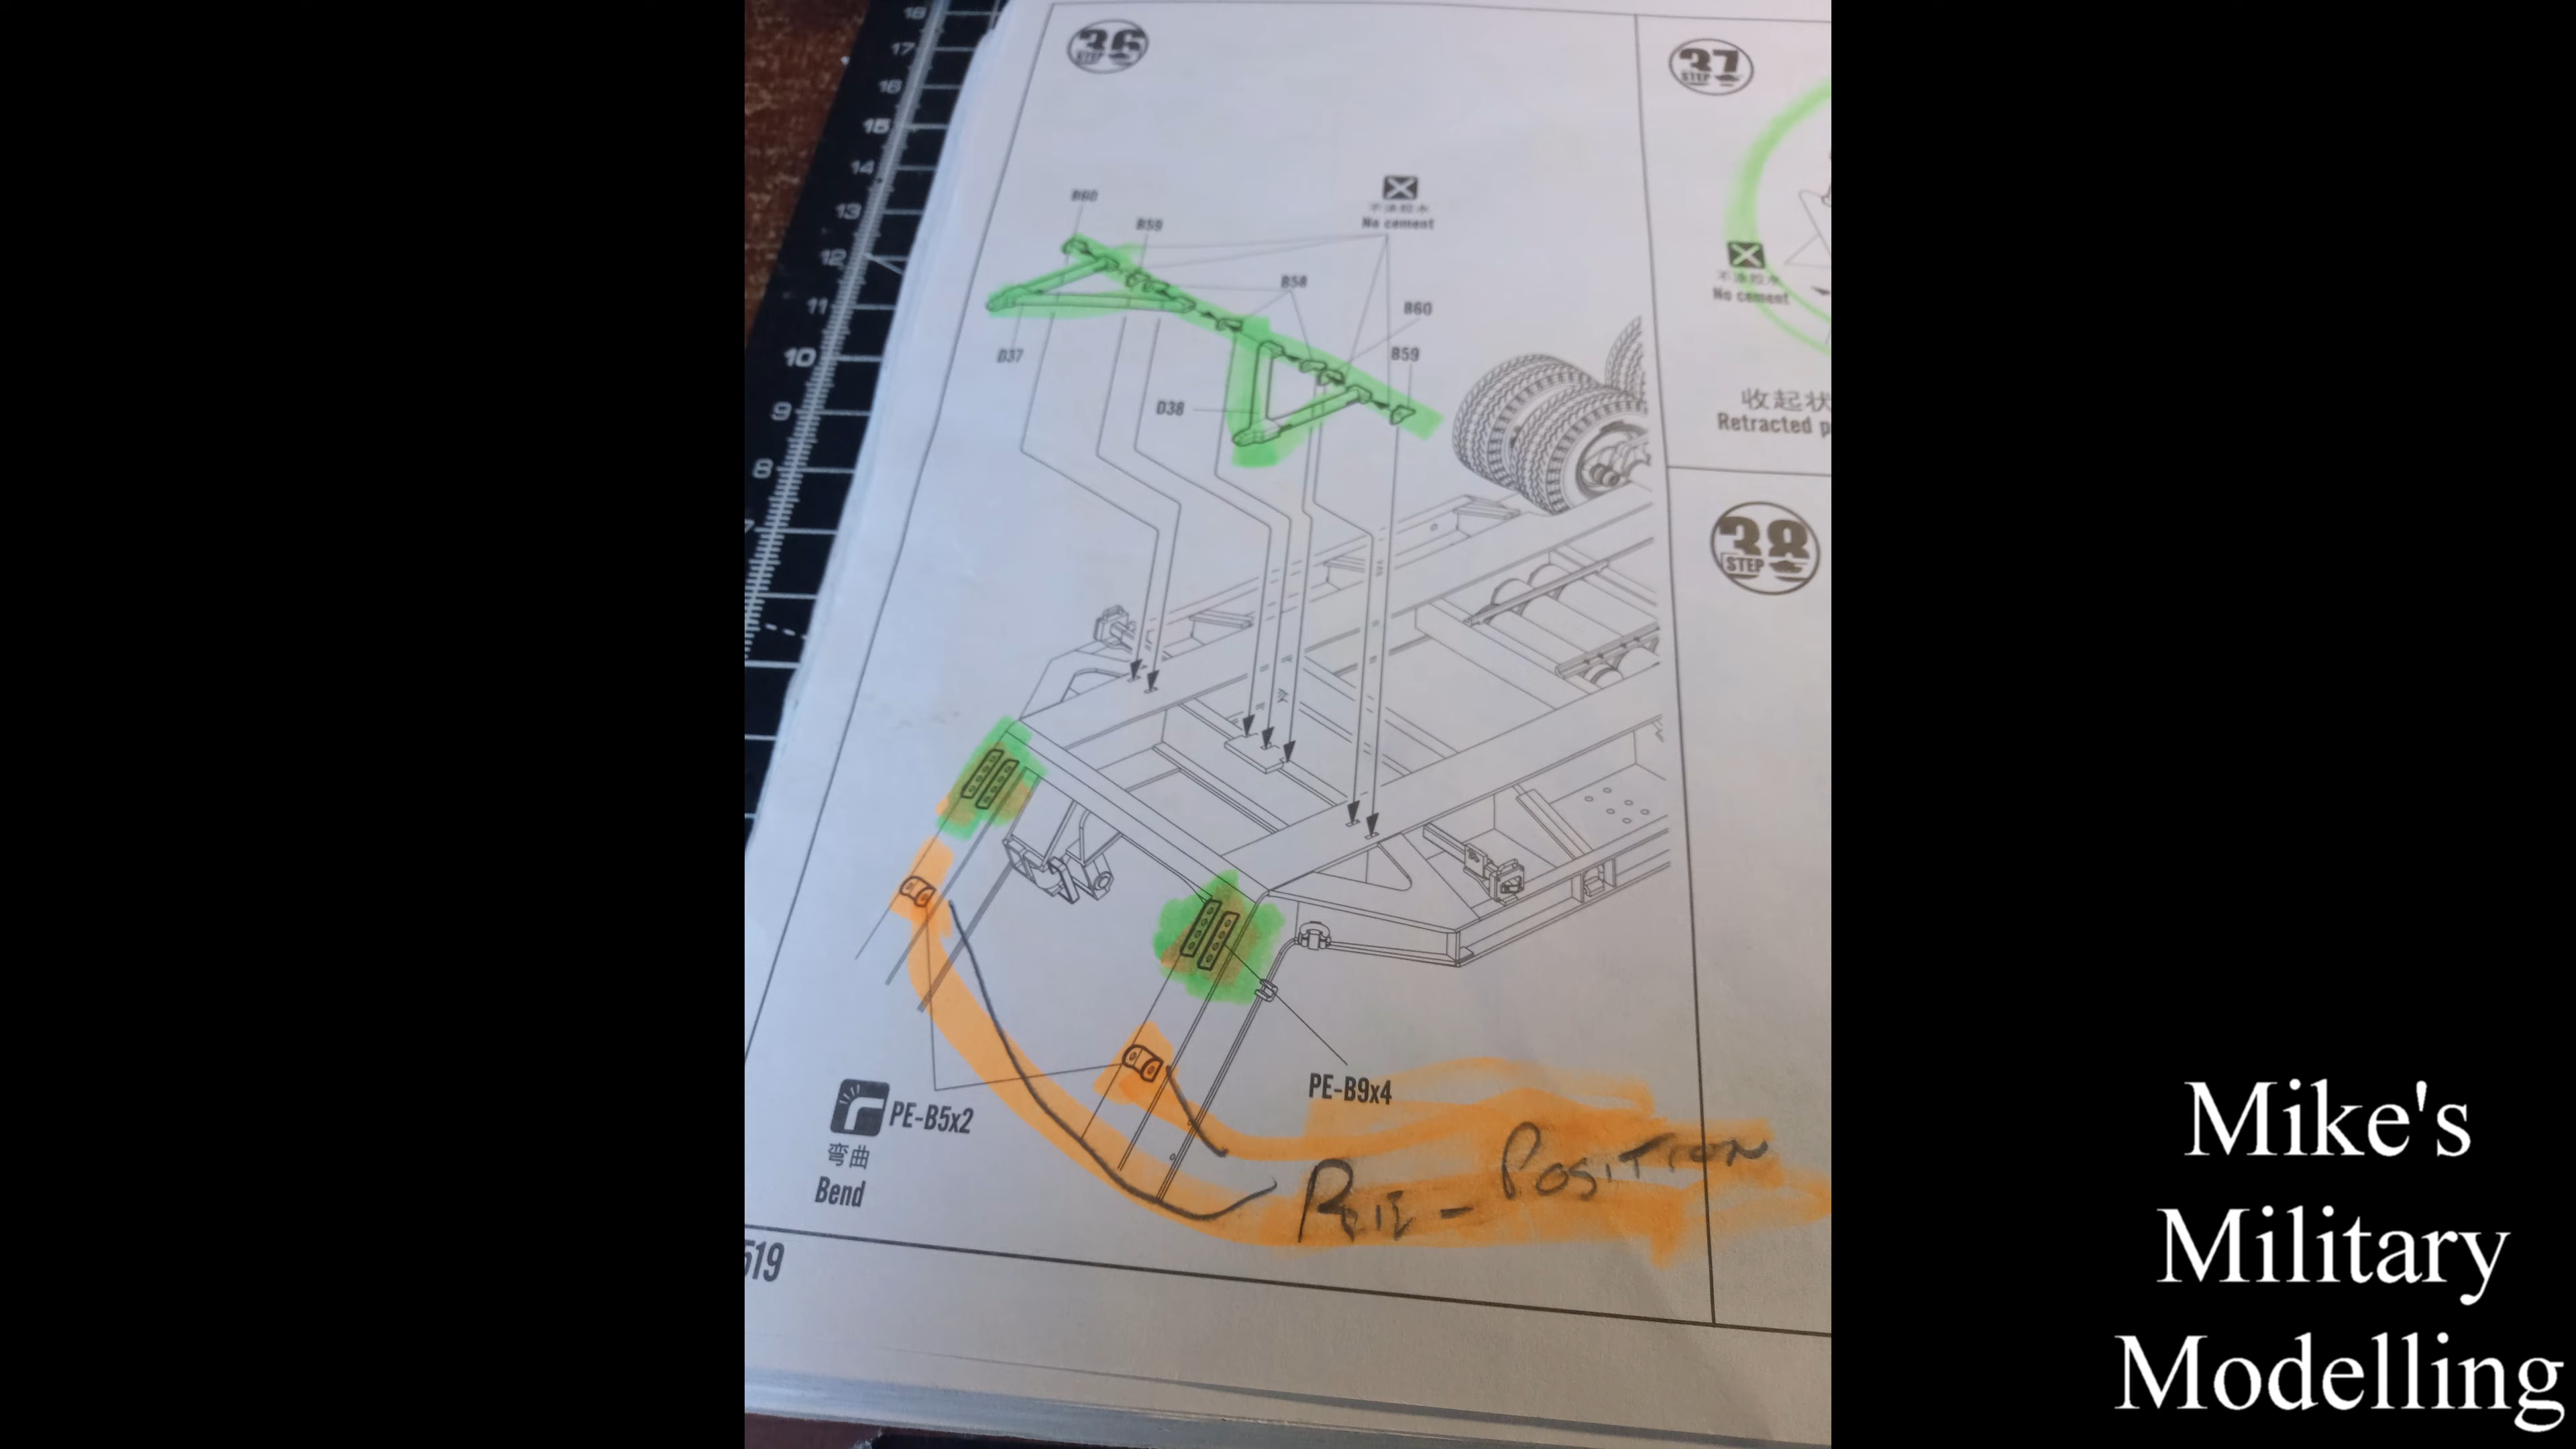 18
17
16
15
14
13
12
11
10
9
8
7
36
STEP
37
STEP
B60
B59
不涂胶水
No cement
B58
B60
B59
D37
D38
不涂胶水
No cement
收起状
Retracted p
38
STEP
PE-B9x4
PE-B5x2
弯曲
Bend
POSITION
519
Mike's
Military
Modelling